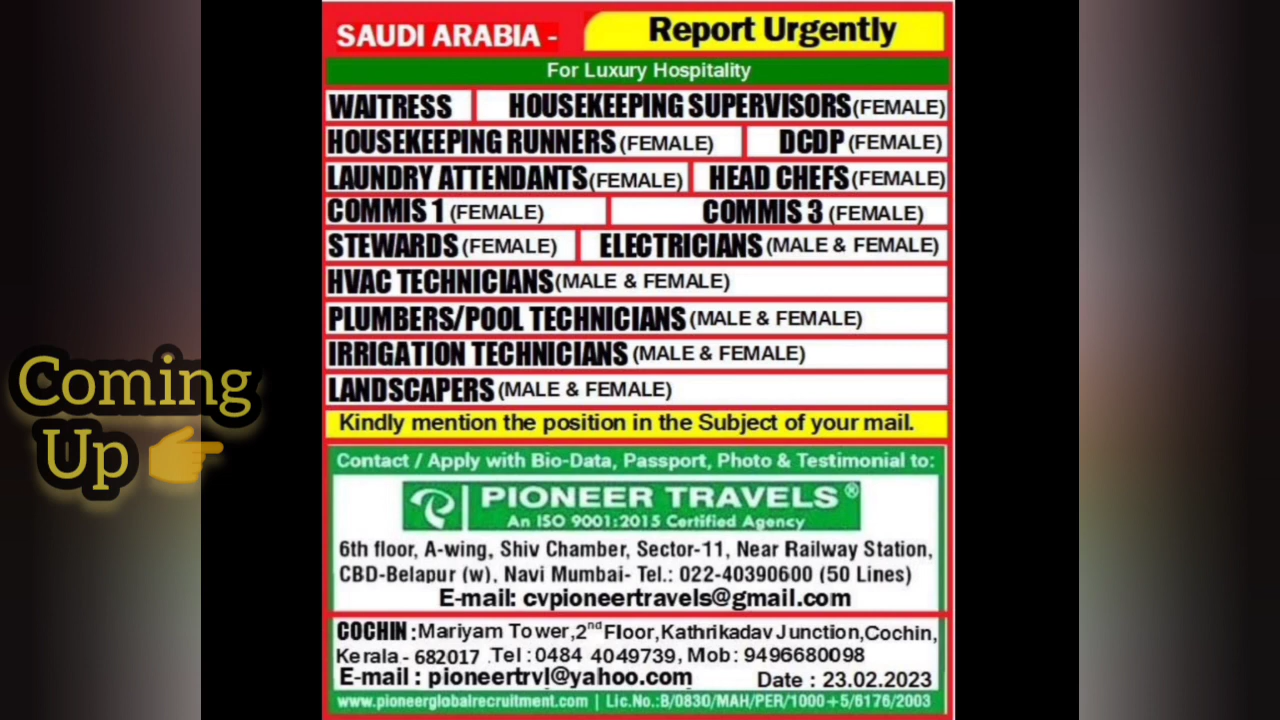 SAUDI ARABIA - Report Urgently
For Luxury Hospitality
WAITRESS HOUSEKEEPING SUPERVISORS (FEMALE)
HOUSEKEEPING RUNNERS (FEMALE) DCDP (FEMALE)
LAUNDRY ATTENDANTS (FEMALE) HEAD CHEFS (FEMALE)
COMMIS 1 (FEMALE) COMMIS 3 (FEMALE)
STEWARDS (FEMALE) ELECTRICIANS (MALE & FEMALE)
HVAC TECHNICIANS (MALE & FEMALE)
PLUMBERS/POOL TECHNICIANS (MALE & FEMALE)
IRRIGATION TECHNICIANS (MALE & FEMALE)
LANDSCAPERS (MALE & FEMALE)
Kindly mention the position in the Subject of your mail.
Contact / Apply with Bio-Data, Passport, Photo & Testimonial to:
PIONEER TRAVELS ®
An ISO 9001:2015 Certified Agency
6th floor, A-wing, Shiv Chamber, Sector-11, Near Railway Station,
CBD-Belapur (w), Navi Mumbai- Tel.: 022-40390600 (50 Lines)
E-mail: cvpioneertravels@gmail.com
COCHIN : Mariyam Tower, 2nd Floor, Kathrikadav Junction, Cochin,
Kerala - 682017 .Tel : 0484 4049739, Mob: 9496680098
E-mail : pioneertrvl@yahoo.com Date : 23.02.2023
www.pioneerglobalrecruitment.com | Lic.No.:B/0830/MAH/PER/1000+5/6176/2003
Coming
Up 👉